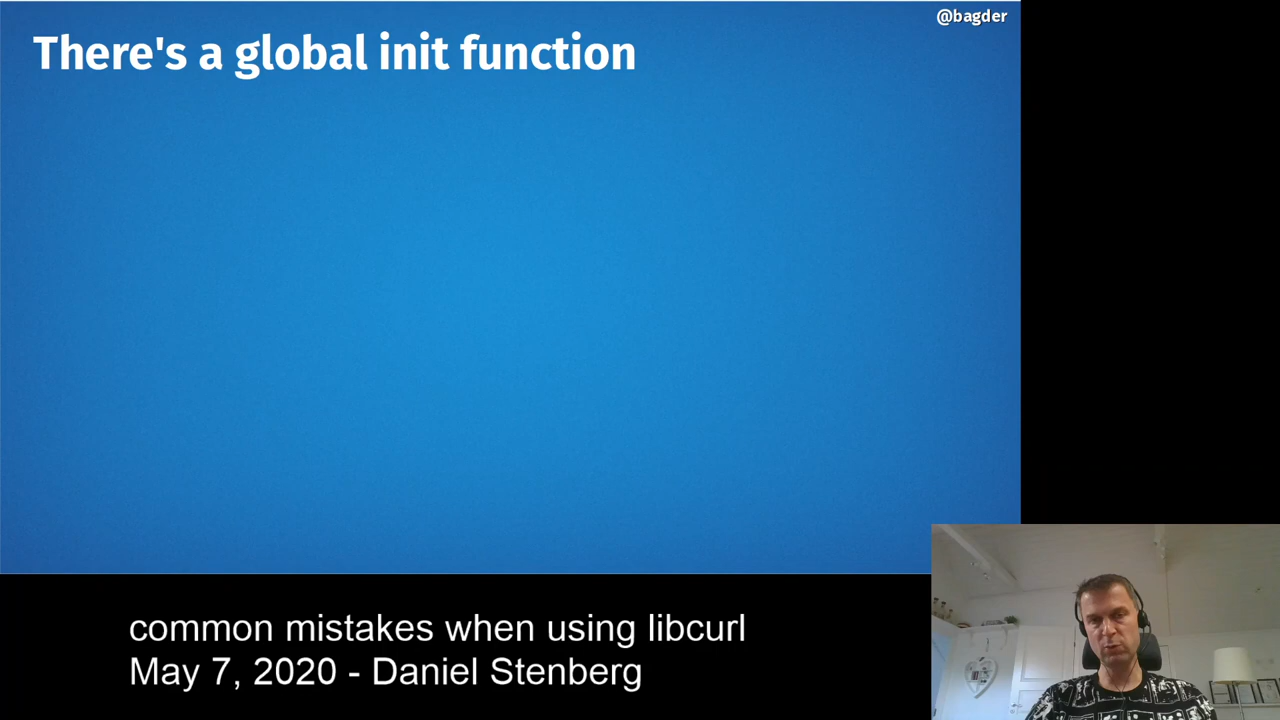 @bagder
There's a global init function
common mistakes when using libcurl
May 7, 2020 - Daniel Stenberg